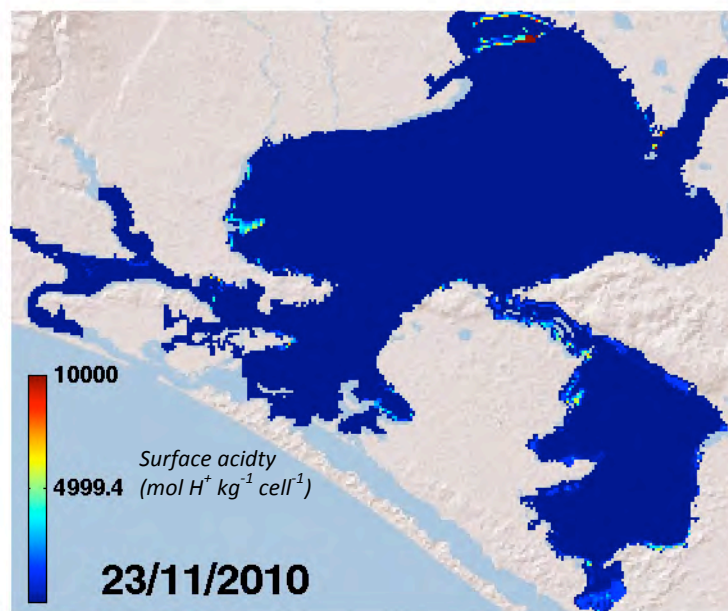 10000
Surface acidty
4999.4
(mol H⁺ kg⁻¹ cell⁻¹)
23/11/2010